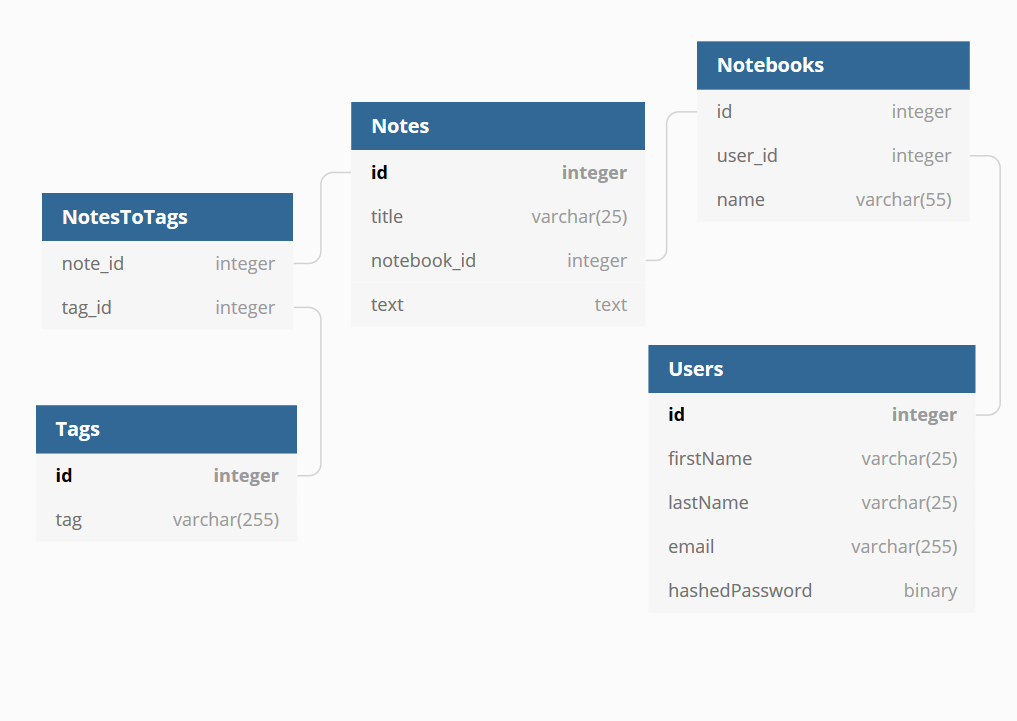 NotesToTags
note_id integer
tag_id integer
Tags
id integer
tag varchar(255)
Notes
id integer
title varchar(25)
notebook_id integer
text text
Notebooks
id integer
user_id integer
name varchar(55)
Users
id integer
firstName varchar(25)
lastName varchar(25)
email varchar(255)
hashedPassword binary